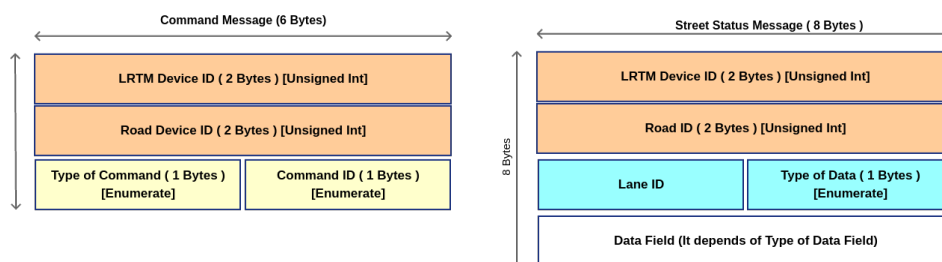 Command Message (6 Bytes)
LRTM Device ID ( 2 Bytes ) [Unsigned Int]
Road Device ID ( 2 Bytes ) [Unsigned Int]
Type of Command ( 1 Bytes )
[Enumerate]
Command ID ( 1 Bytes )
[Enumerate]
Street Status Message ( 8 Bytes )
8 Bytes
LRTM Device ID ( 2 Bytes ) [Unsigned Int]
Road ID ( 2 Bytes ) [Unsigned Int]
Lane ID
Type of Data ( 1 Bytes )
[Enumerate]
Data Field (It depends of Type of Data Field)